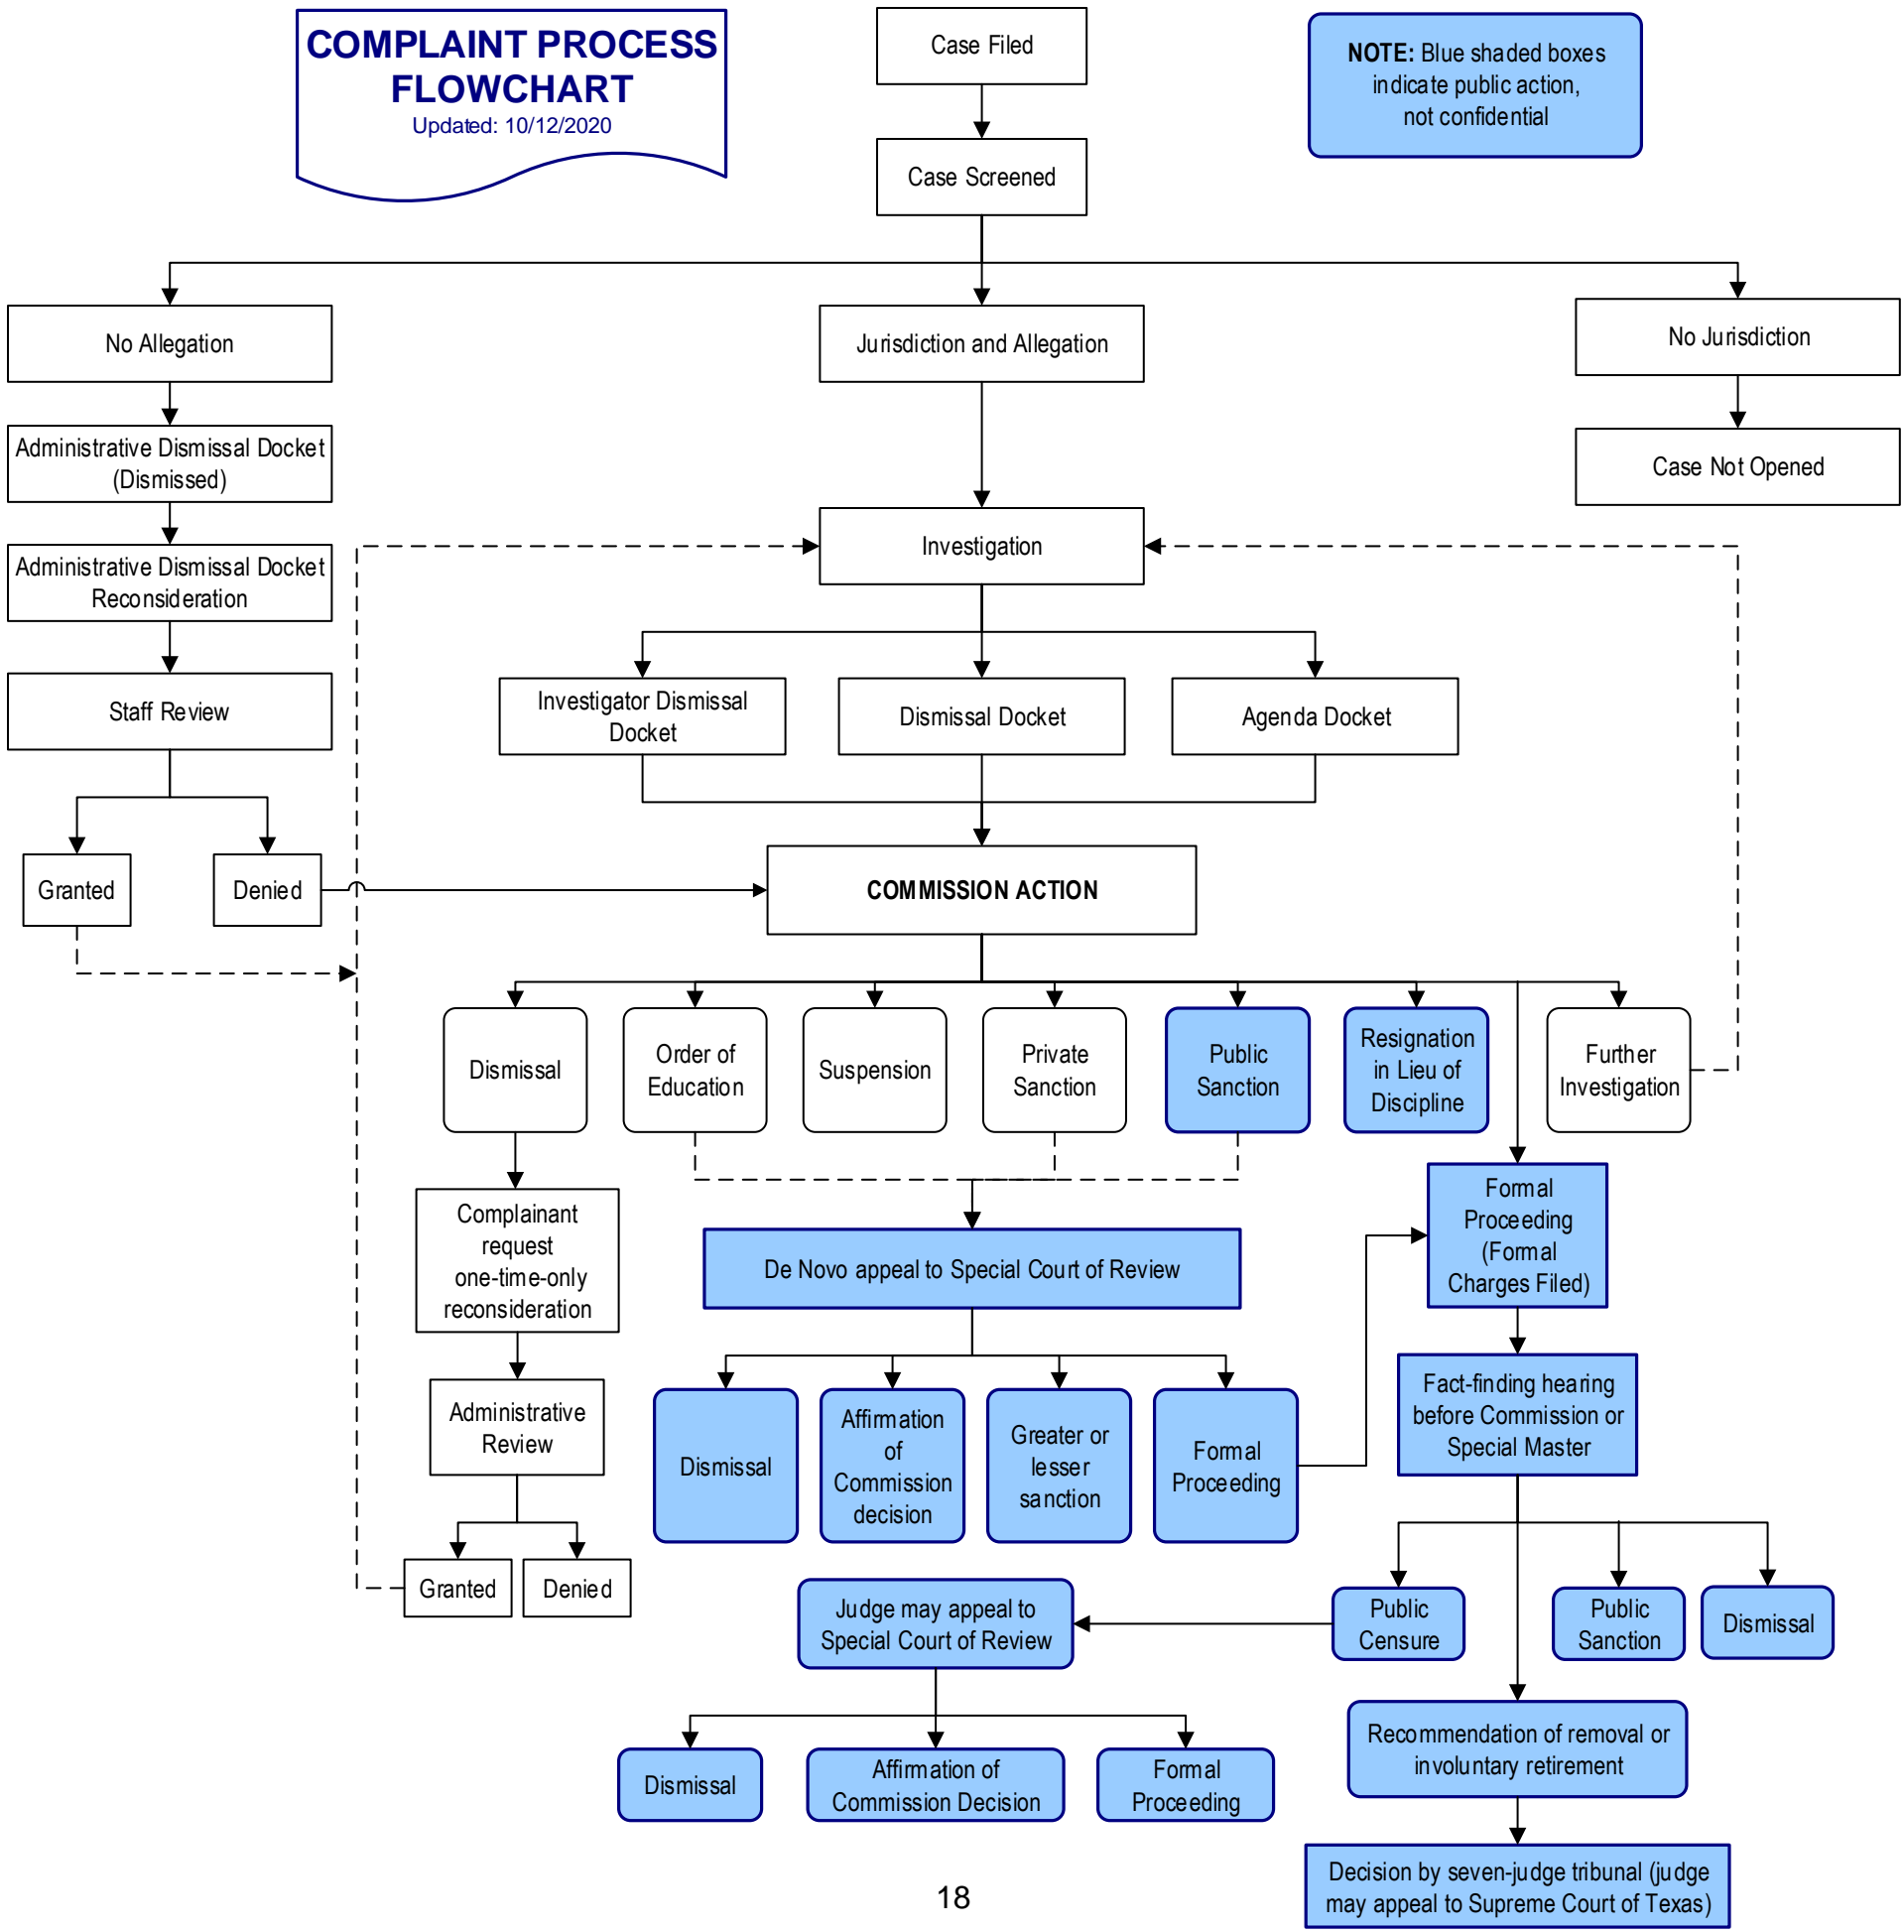 COMPLAINT PROCESS
FLOWCHART
Updated: 10/12/2020
Case Filed
NOTE: Blue shaded boxes
indicate public action,
not confidential
Case Screened
No Allegation
Jurisdiction and Allegation
No Jurisdiction
Administrative Dismissal Docket
(Dismissed)
Case Not Opened
Administrative Dismissal Docket
Reconsideration
Investigation
Staff Review
Investigator Dismissal
Docket
Dismissal Docket
Agenda Docket
Granted
Denied
COMMISSION ACTION
Dismissal
Order of
Education
Suspension
Private
Sanction
Public
Sanction
Resignation
in Lieu of
Discipline
Further
Investigation
Complainant
request
one-time-only
reconsideration
Formal
Proceeding
(Formal
Charges Filed)
De Novo appeal to Special Court of Review
Administrative
Review
Dismissal
Affirmation
of
Commission
decision
Greater or
lesser
sanction
Formal
Proceeding
Fact-finding hearing
before Commission or
Special Master
Granted
Denied
Judge may appeal to
Special Court of Review
Public
Censure
Public
Sanction
Dismissal
Dismissal
Affirmation of
Commission Decision
Formal
Proceeding
Recommendation of removal or
involuntary retirement
Decision by seven-judge tribunal (judge
may appeal to Supreme Court of Texas)
18